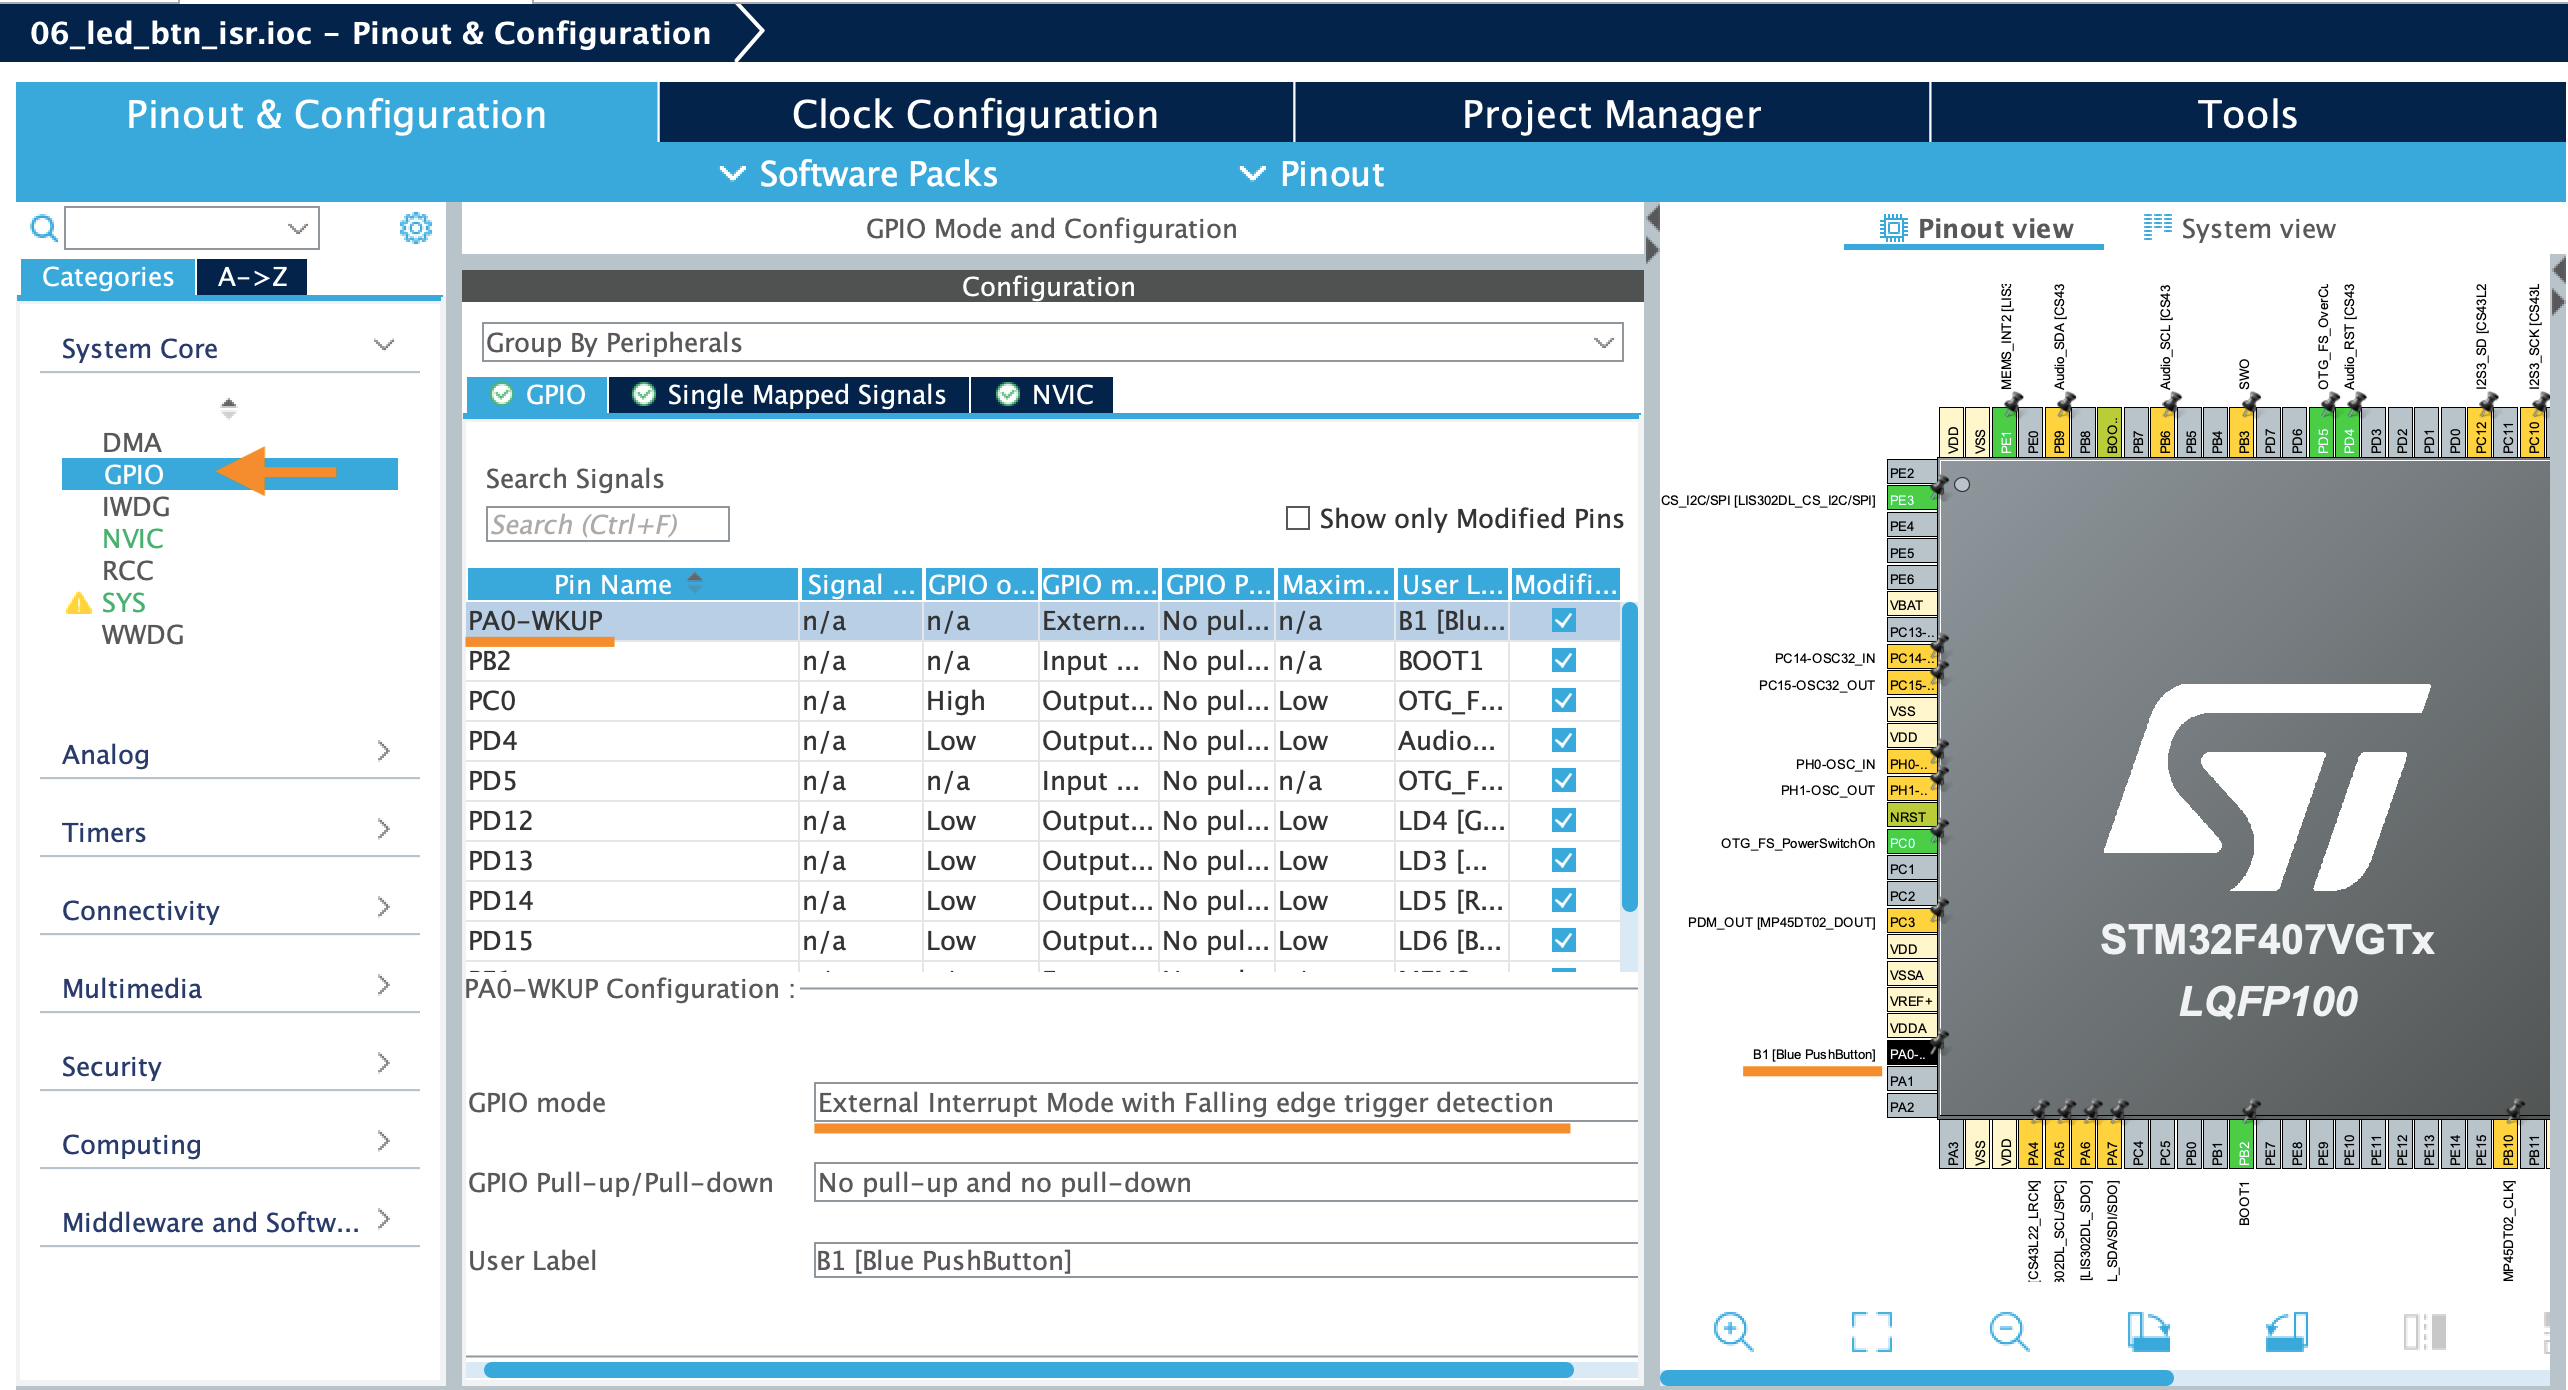 06_led_btn_isr.ioc – Pinout & Configuration
Pinout & Configuration
Clock Configuration
Project Manager
Tools
Software Packs
Pinout
Categories
A->Z
System Core
DMA
GPIO
IWDG
NVIC
RCC
SYS
WWDG
Analog
Timers
Connectivity
Multimedia
Security
Computing
Middleware and Softw...
GPIO Mode and Configuration
Configuration
Group By Peripherals
GPIO
Single Mapped Signals
NVIC
Search Signals
Search (Ctrl+F)
Show only Modified Pins
Pin Name Signal ... GPIO o... GPIO m... GPIO P... Maxim... User L... Modifi...
PA0-WKUP n/a n/a Extern... No pul... n/a B1 [Blu...
PB2 n/a n/a Input ... No pul... n/a BOOT1
PC0 n/a High Output... No pul... Low OTG_F...
PD4 n/a Low Output... No pul... Low Audio...
PD5 n/a n/a Input ... No pul... n/a OTG_F...
PD12 n/a Low Output... No pul... Low LD4 [G...
PD13 n/a Low Output... No pul... Low LD3 [...
PD14 n/a Low Output... No pul... Low LD5 [R...
PD15 n/a Low Output... No pul... Low LD6 [B...
PA0-WKUP Configuration :
GPIO mode
External Interrupt Mode with Falling edge trigger detection
GPIO Pull-up/Pull-down
No pull-up and no pull-down
User Label
B1 [Blue PushButton]
Pinout view
System view
MEMS_INT2 [LIS3
Audio_SDA [CS43
Audio_SCL [CS43
SWO
OTG_FS_OverCu
Audio_RST [CS43
I2S3_SD [CS43L2
I2S3_SCK [CS43L
VDD
VSS
PE1
PE0
PB9
PB8
BOO..
PB7
PB6
PB5
PB4
PB3
PD7
PD6
PD5
PD4
PD3
PD2
PD1
PD0
PC12
PC11
PC10
PE2
CS_I2C/SPI [LIS302DL_CS_I2C/SPI] PE3
PE4
PE5
PE6
VBAT
PC13-..
PC14-OSC32_IN PC14-..
PC15-OSC32_OUT PC15-..
VSS
VDD
PH0-OSC_IN PH0-..
PH1-OSC_OUT PH1-..
NRST
OTG_FS_PowerSwitchOn PC0
PC1
PC2
PDM_OUT [MP45DT02_DOUT] PC3
VDD
VSSA
VREF+
VDDA
B1 [Blue PushButton] PA0-..
PA1
PA2
STM32F407VGTx
LQFP100
PA3
VSS
VDD
PA4
PA5
PA6
PA7
PC4
PC5
PB0
PB1
PB2
PE7
PE8
PE9
PE10
PE11
PE12
PE13
PE14
PE15
PB10
PB11
[CS43L22_LRCK]
302DL_SCL/SPC]
[LIS302DL_SDO]
L_SDA/SDI/SDO]
BOOT1
MP45DT02_CLK]